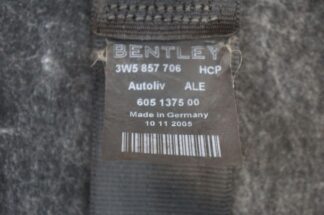 BENTLEY
3W5 857 706 HCP
Autoliv ALE
605 1375 00
Made in Germany
10 11 2005